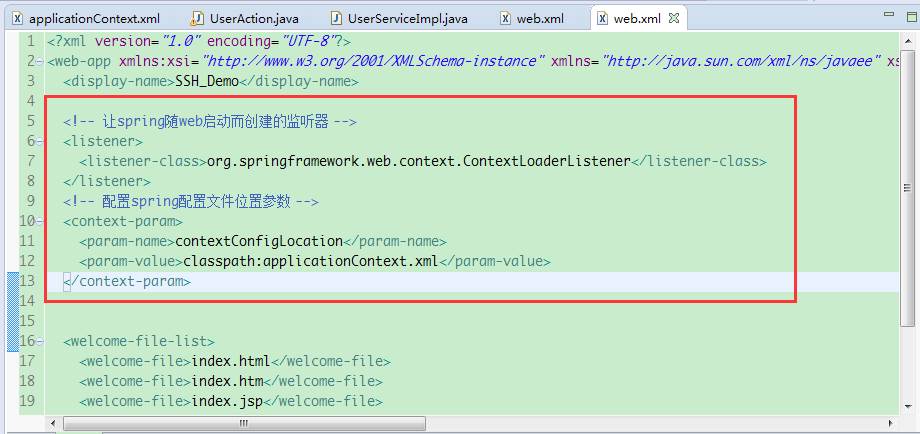 applicationContext.xml UserAction.java UserServiceImpl.java web.xml web.xml
1 <?xml version="1.0" encoding="UTF-8"?>
2 <web-app xmlns:xsi="http://www.w3.org/2001/XMLSchema-instance" xmlns="http://java.sun.com/xml/ns/javaee" xs
3 <display-name>SSH_Demo</display-name>
4
5 <!-- 让spring随web启动而创建的监听器 -->
6 <listener>
7 <listener-class>org.springframework.web.context.ContextLoaderListener</listener-class>
8 </listener>
9 <!-- 配置spring配置文件位置参数 -->
10 <context-param>
11 <param-name>contextConfigLocation</param-name>
12 <param-value>classpath:applicationContext.xml</param-value>
13 </context-param>
14
15
16 <welcome-file-list>
17 <welcome-file>index.html</welcome-file>
18 <welcome-file>index.htm</welcome-file>
19 <welcome-file>index.jsp</welcome-file>